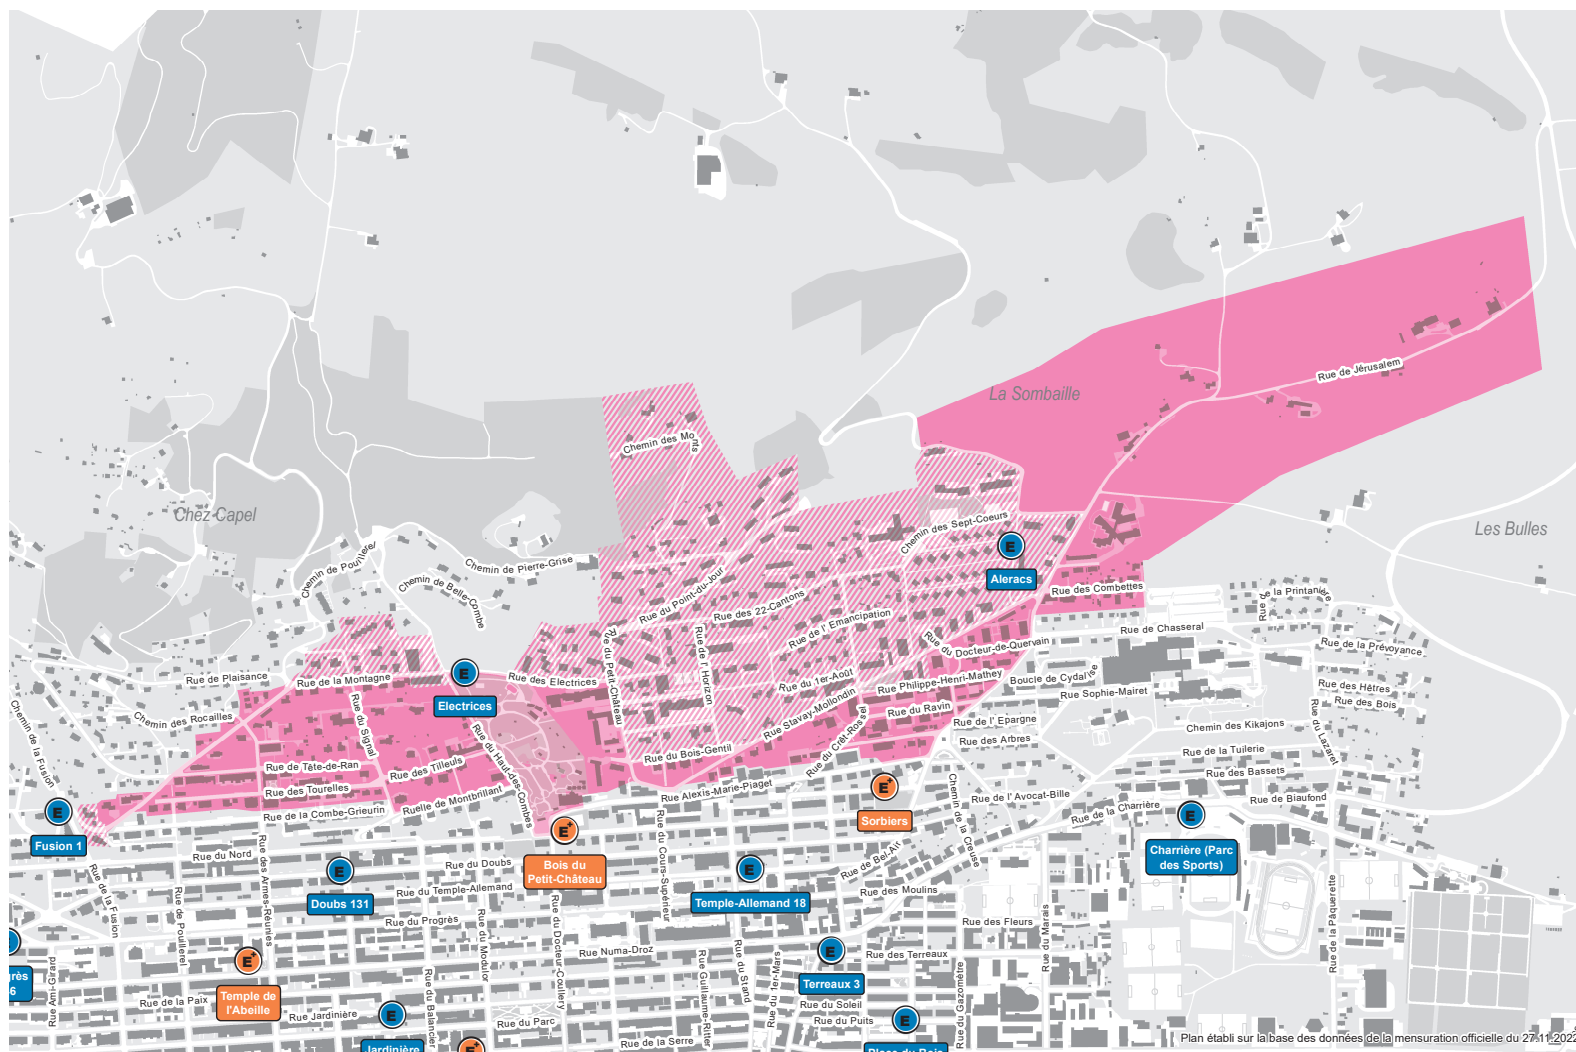 La Sombaille
Rue de Jérusalem
Chemin des Monts
Chez-Capel
Les Bulles
Chemin des Sept-Coeurs
E
Aleracs
Chemin de Pouillerel
Chemin de Pierre-Grise
Chemin de Belle-Combe
Rue du Point-du-Jour
Rue des 22-Cantons
Rue de l' Emancipation
Rue des Combettes
Rue de la Printanière
Rue de Chasseral
Rue de la Prévoyance
Rue du Docteur-de-Quervain
Rue du Petit-Château
Rue de l' Horizon
Rue de Plaisance
Rue de la Montagne
E
Electrices
Rue des Electrices
Rue du 1er-Août
Rue Philippe-Henri-Mathey
Boucle de Cydalyse
Rue Sophie-Mairet
Rue des Hêtres
Rue des Bois
Chemin des Rocailles
Chemin de la Fusion
Rue du Signal
Rue du Haut-des-Combes
Rue Stavay-Mollondin
Rue du Ravin
Rue du Crêt-Rossel
Rue de l' Epargne
Rue des Arbres
Chemin des Kikajons
Rue du Lazaret
Rue du Bois-Gentil
Rue de la Tuilerie
Rue des Bassets
Rue de Tête-de-Ran
Rue des Tilleuls
Rue des Tourelles
Ruelle de Montbrillant
Rue de la Combe-Grieurin
Rue Alexis-Marie-Piaget
E+
Sorbiers
Chemin de la Creuse
Rue de l' Avocat-Bille
Rue de la Charrière
Rue de Biaufond
E
Fusion 1
E
Charrière (Parc
des Sports)
E+
Bois du
Petit-Château
Rue du Nord
Rue des Armes-Réunies
Rue du Doubs
Rue du Cours-Supérieur
Rue de Bel-Air
Rue des Moulins
E
Doubs 131
Rue du Temple-Allemand
E
Temple-Allemand 18
Rue de la Fusion
Rue de Pouillerel
Rue du Progrès
Rue du Modulor
Rue du Docteur-Coullery
Rue des Fleurs
Rue du Marais
Rue de la Pâquerette
Rue Numa-Droz
E
Terreaux 3
Rue des Terreaux
E+
Temple de
l'Abeille
grès
6
Rue Ami-Girard
Rue de la Paix
Rue Jardinière
Rue du Balancier
E
Jardinière
Rue du Parc
Rue de la Serre
Rue Guillaume-Ritter
Rue du Stand
Rue du 1er-Mars
Rue du Soleil
Rue du Puits
E
Rue du Gazomètre
Plan établi sur la base des données de la mensuration officielle du 27.11.2022